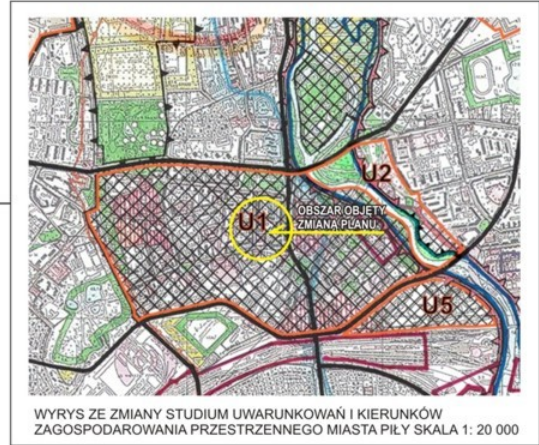 U2
OBSZAR OBJĘTY
U1
ZMIANĄ PLANU
U5
WYRYS ZE ZMIANY STUDIUM UWARUNKOWAŃ I KIERUNKÓW
ZAGOSPODAROWANIA PRZESTRZENNEGO MIASTA PIŁY SKALA 1: 20 000